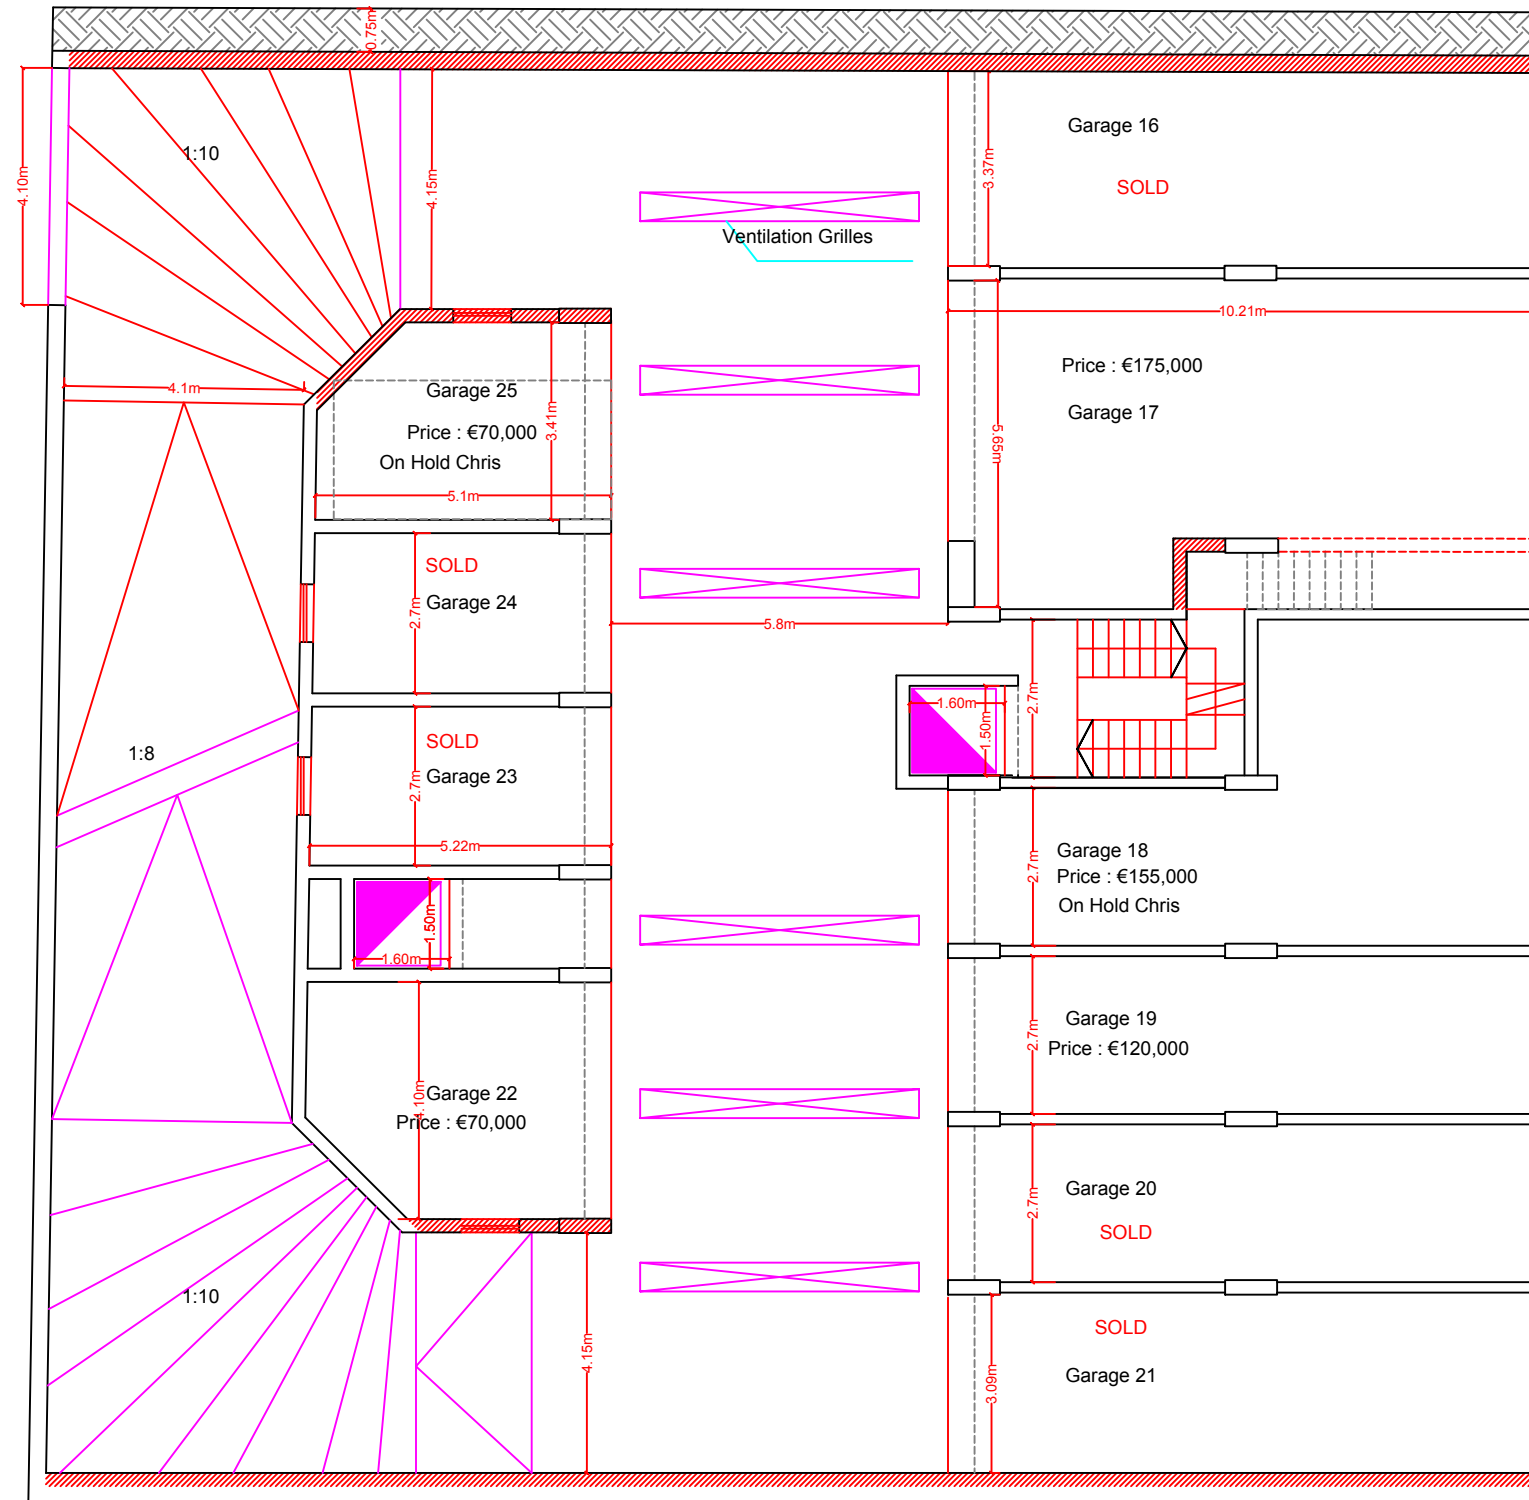 0.75m
4.10m
1:10
4.15m
3.37m
Garage 16
SOLD
Ventilation Grilles
10.21m
Price : €175,000
Garage 17
5.65m
4.1m
Garage 25
Price : €70,000
On Hold Chris
3.41m
5.1m
SOLD
Garage 24
2.7m
5.8m
2.7m
1.60m
1.50m
1:8
SOLD
Garage 23
2.7m
5.22m
1.50m
1.60m
Garage 18
Price : €155,000
On Hold Chris
2.7m
Garage 19
Price : €120,000
2.7m
Garage 22
Price : €70,000
4.10m
Garage 20
SOLD
2.7m
1:10
4.15m
SOLD
Garage 21
3.09m